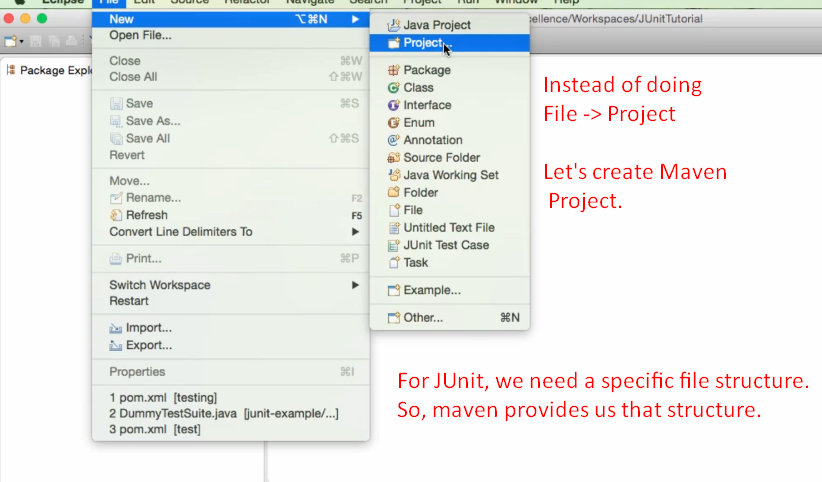 Eclipse File Edit Source Refactor Navigate Search Project Run Window Help
cellence/Workspaces/JUnitTutorial
Package Explo
New ⌥⌘N
Open File...
Close ⌘W
Close All ⇧⌘W
Save ⌘S
Save As...
Save All ⇧⌘S
Revert
Move...
Rename... F2
Refresh F5
Convert Line Delimiters To
Print... ⌘P
Switch Workspace
Restart
Import...
Export...
Properties ⌘I
1 pom.xml [testing]
2 DummyTestSuite.java [junit-example/...]
3 pom.xml [test]
Java Project
Project...
Package
Class
Interface
Enum
Annotation
Source Folder
Java Working Set
Folder
File
Untitled Text File
JUnit Test Case
Task
Example...
Other... ⌘N
Instead of doing
File -> Project
Let's create Maven
Project.
For JUnit, we need a specific file structure.
So, maven provides us that structure.